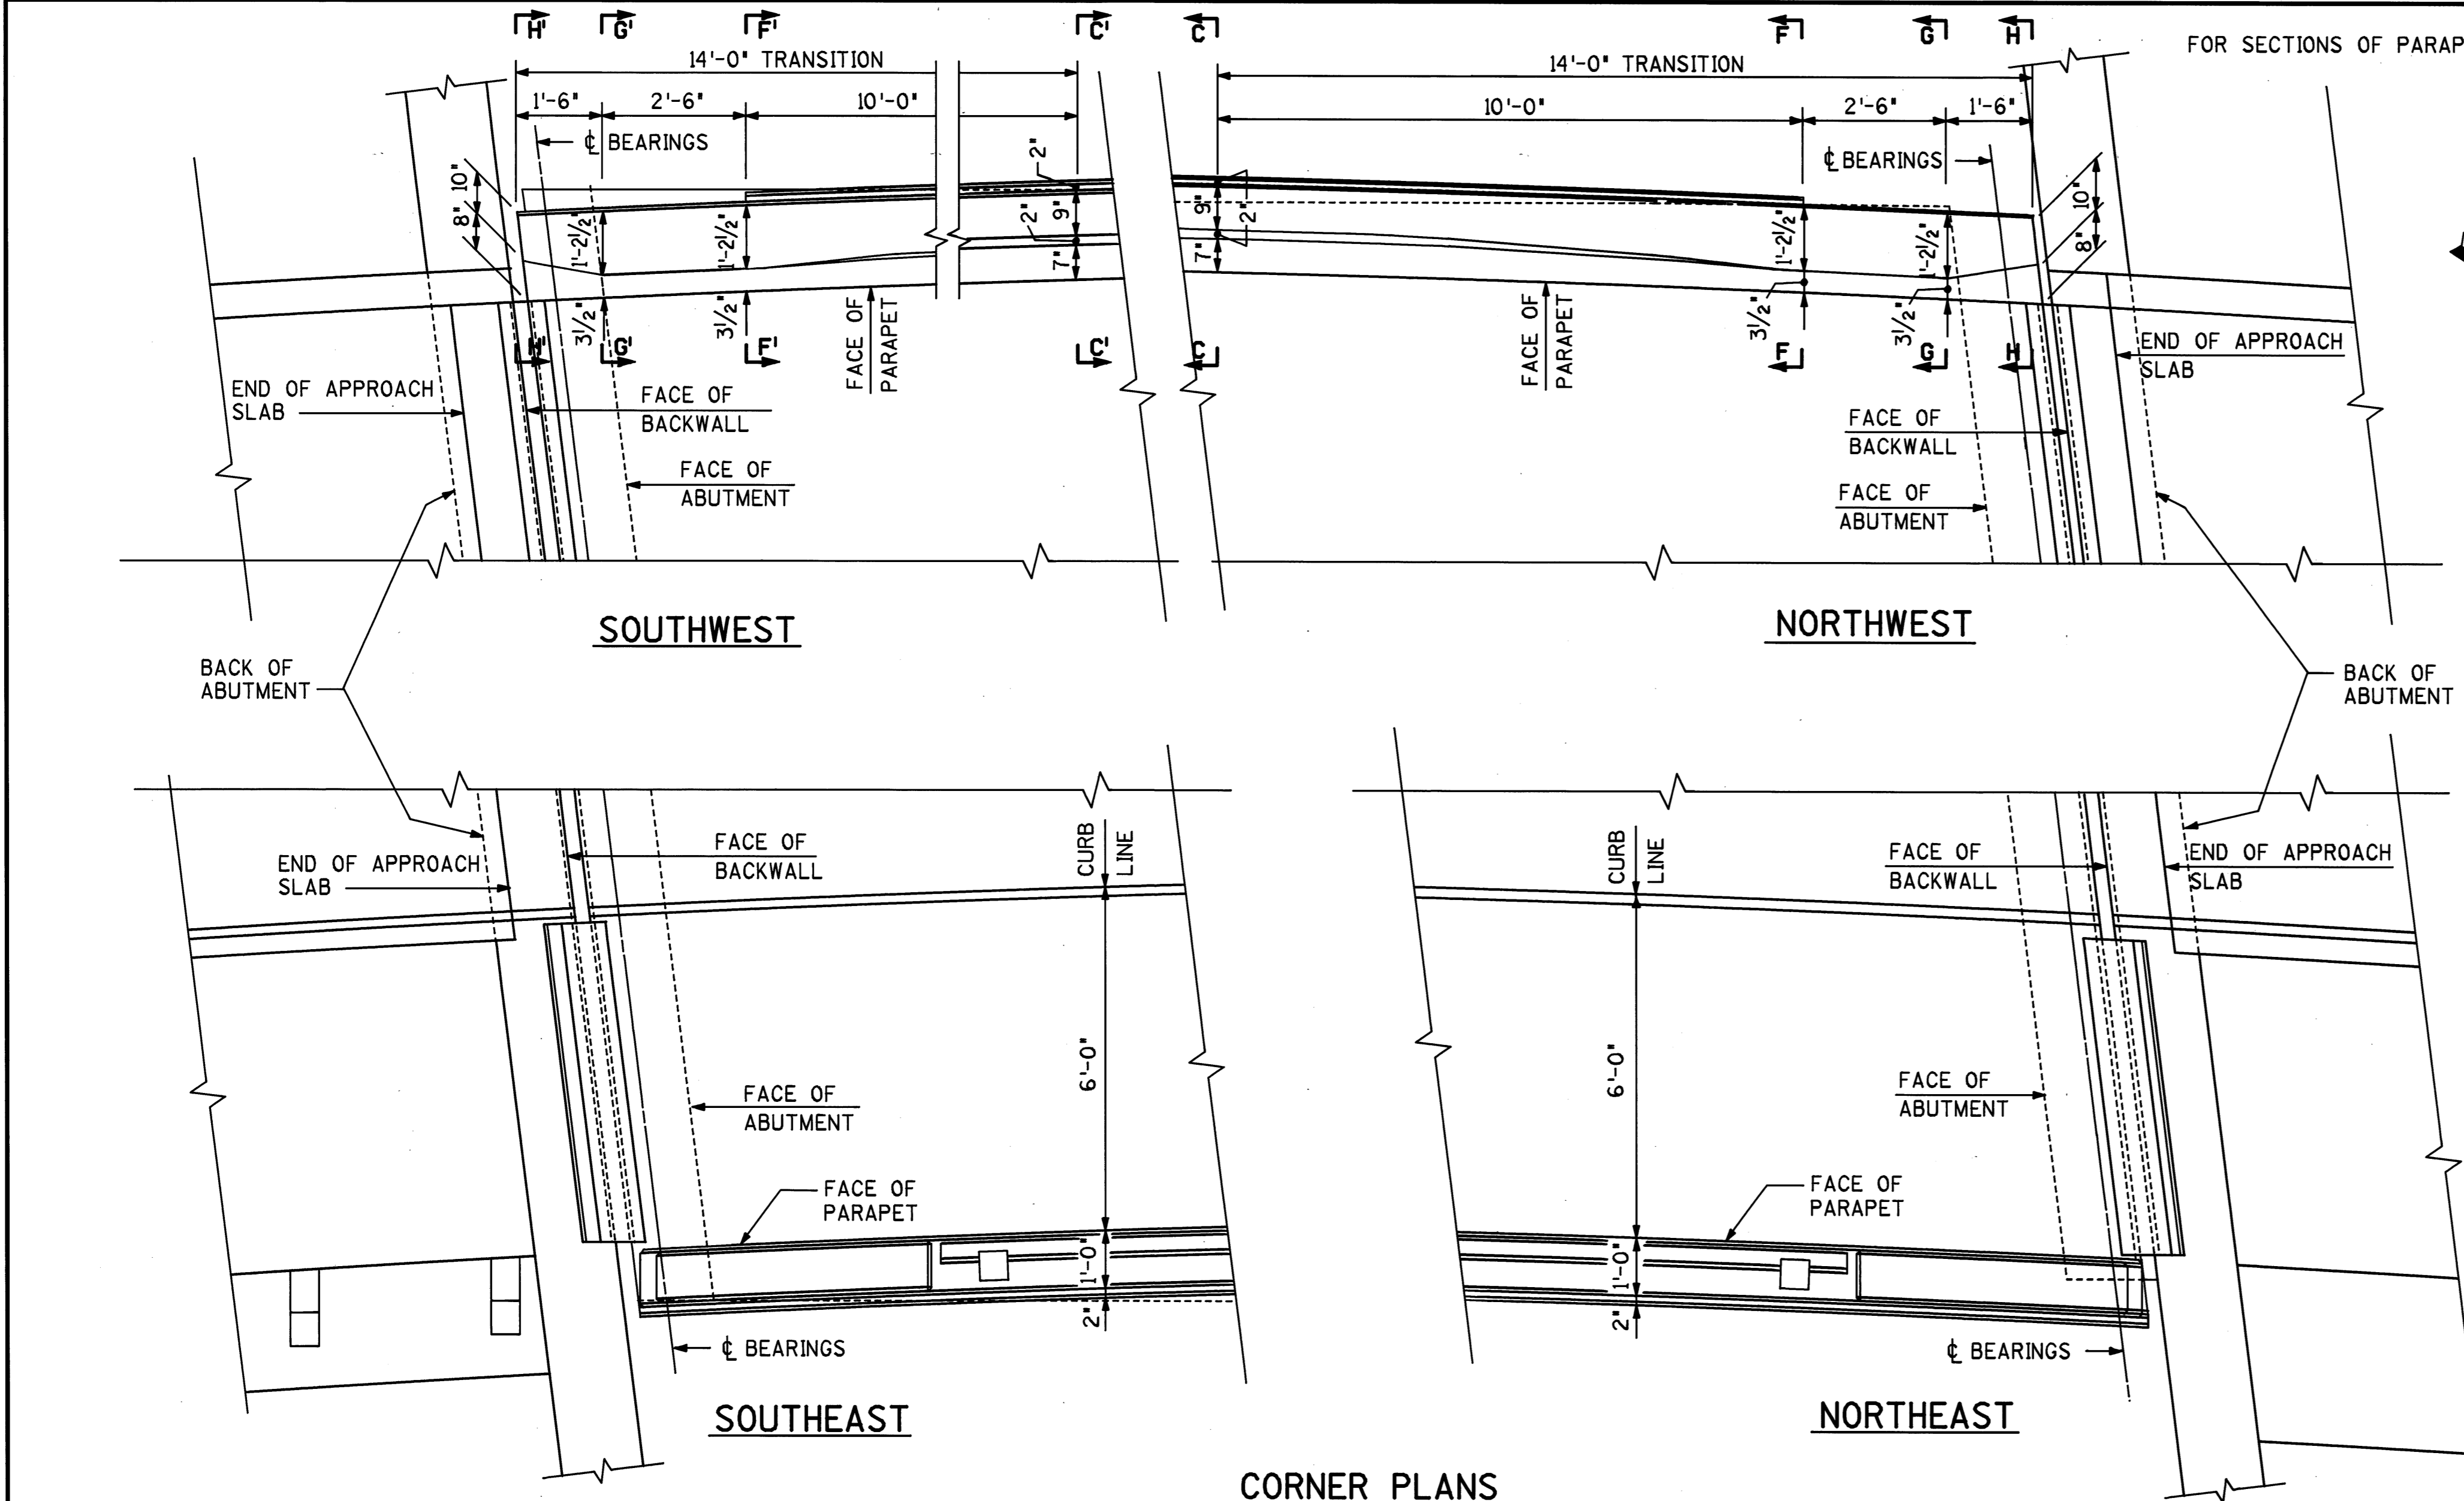 H' G' F' C' C F G H
FOR SECTIONS OF PARAP
14'-0" TRANSITION
14'-0" TRANSITION
1'-6" 2'-6" 10'-0"
10'-0" 2'-6" 1'-6"
℄ BEARINGS
℄ BEARINGS
10" 8"
1'-2½" 1'-2½"
2" 2" 9" 7"
9" 2" 7"
1'-2½" 1'-2½"
10" 8"
3½" 3½"
3½" 3½"
H' G' F' C' C F G H
FACE OF
PARAPET
FACE OF
PARAPET
END OF APPROACH
SLAB
FACE OF
BACKWALL
FACE OF
ABUTMENT
END OF APPROACH
SLAB
FACE OF
BACKWALL
FACE OF
ABUTMENT
SOUTHWEST
NORTHWEST
BACK OF
ABUTMENT
BACK OF
ABUTMENT
END OF APPROACH
SLAB
FACE OF
BACKWALL
CURB
LINE
CURB
LINE
FACE OF
BACKWALL
END OF APPROACH
SLAB
6'-0"
6'-0"
FACE OF
ABUTMENT
FACE OF
ABUTMENT
FACE OF
PARAPET
FACE OF
PARAPET
1'-0"
2"
1'-0"
2"
℄ BEARINGS
℄ BEARINGS
SOUTHEAST
NORTHEAST
CORNER PLANS